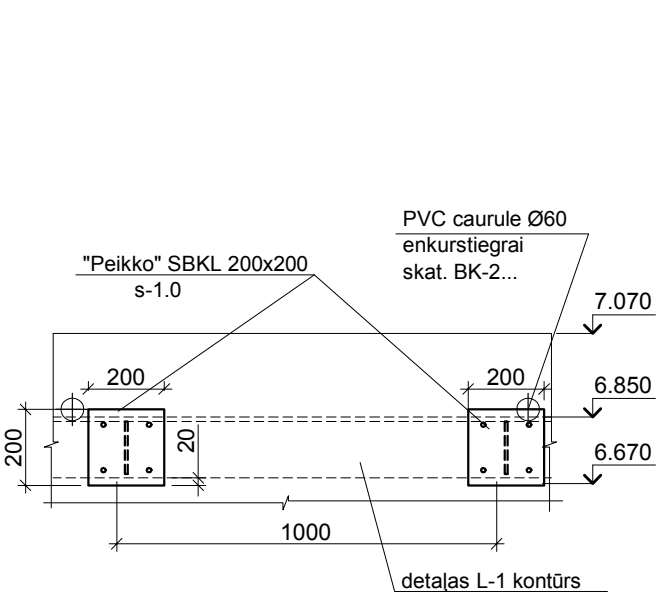 PVC caurule Ø60
enkurstiegrai
skat. BK-2...
"Peikko" SBKL 200x200
s-1.0
7.070
200
200
6.850
200
20
6.670
1000
detaļas L-1 kontūrs